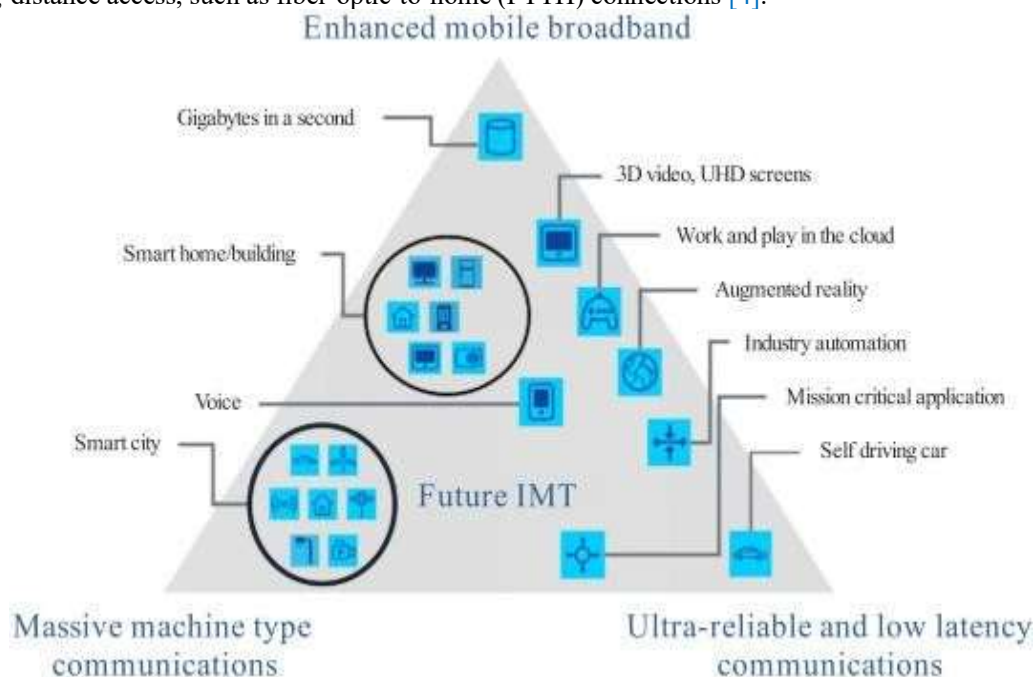 distance access, such as fiber-optic-to-home (FTTH) connections [4].
Enhanced mobile broadband
Gigabytes in a second
3D video, UHD screens
Smart home/building
Work and play in the cloud
Augmented reality
Industry automation
Voice
Mission critical application
Smart city
Self driving car
Future IMT
Massive machine type
communications
Ultra-reliable and low latency
communications